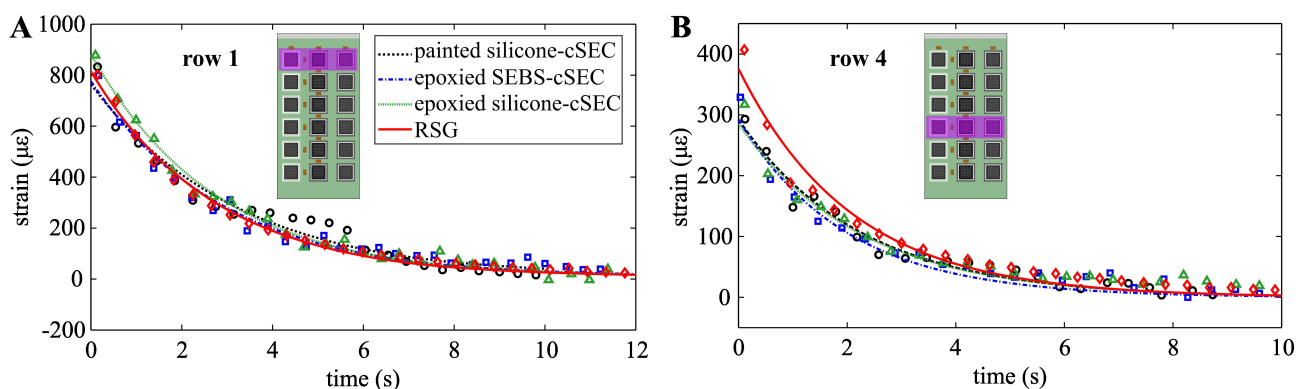 A
row 1
painted silicone-cSEC
epoxied SEBS-cSEC
epoxied silicone-cSEC
RSG
1000
800
600
400
200
0
-200
strain (με)
0 2 4 6 8 10 12
time (s)
B
row 4
400
300
200
100
0
strain (με)
0 2 4 6 8 10
time (s)